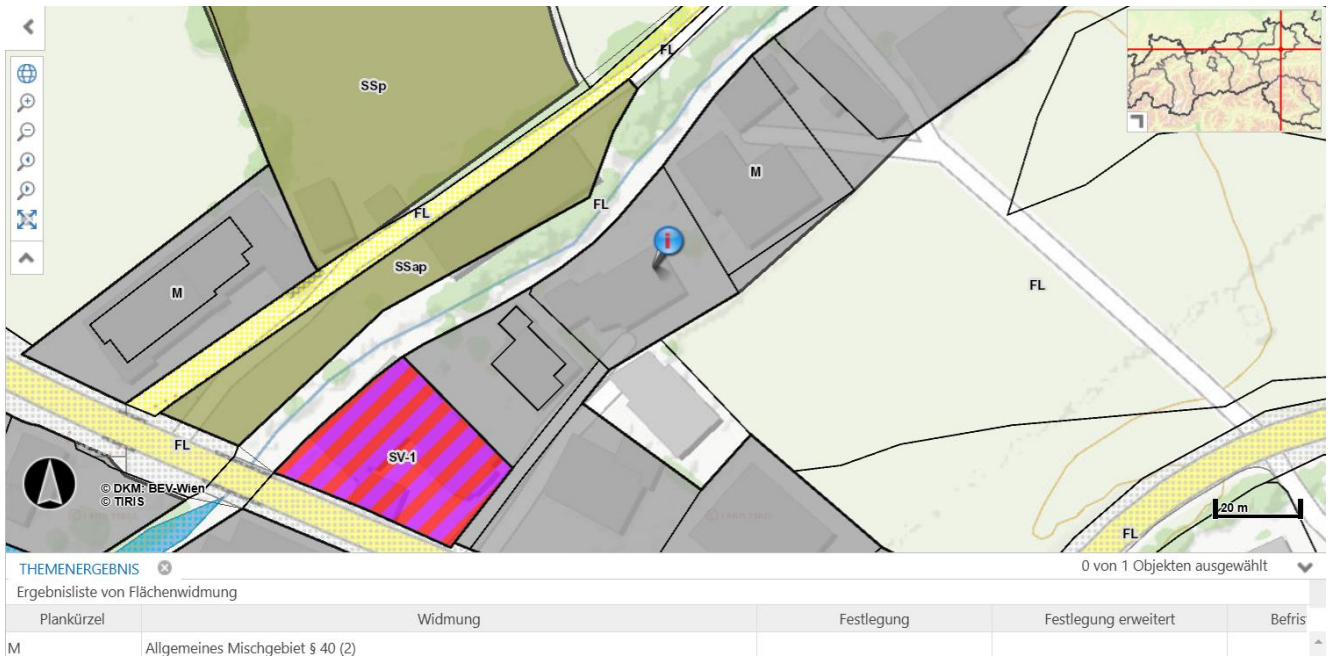 FL
SSp
M
FL
FL
SSap
M
FL
SV-1
FL
© DKM: BEV-Wien
© TIRIS
20 m
FL
THEMENERGEBNIS
0 von 1 Objekten ausgewählt
Ergebnisliste von Flächenwidmung
Plankürzel Widmung Festlegung Festlegung erweitert Befris
M Allgemeines Mischgebiet § 40 (2)